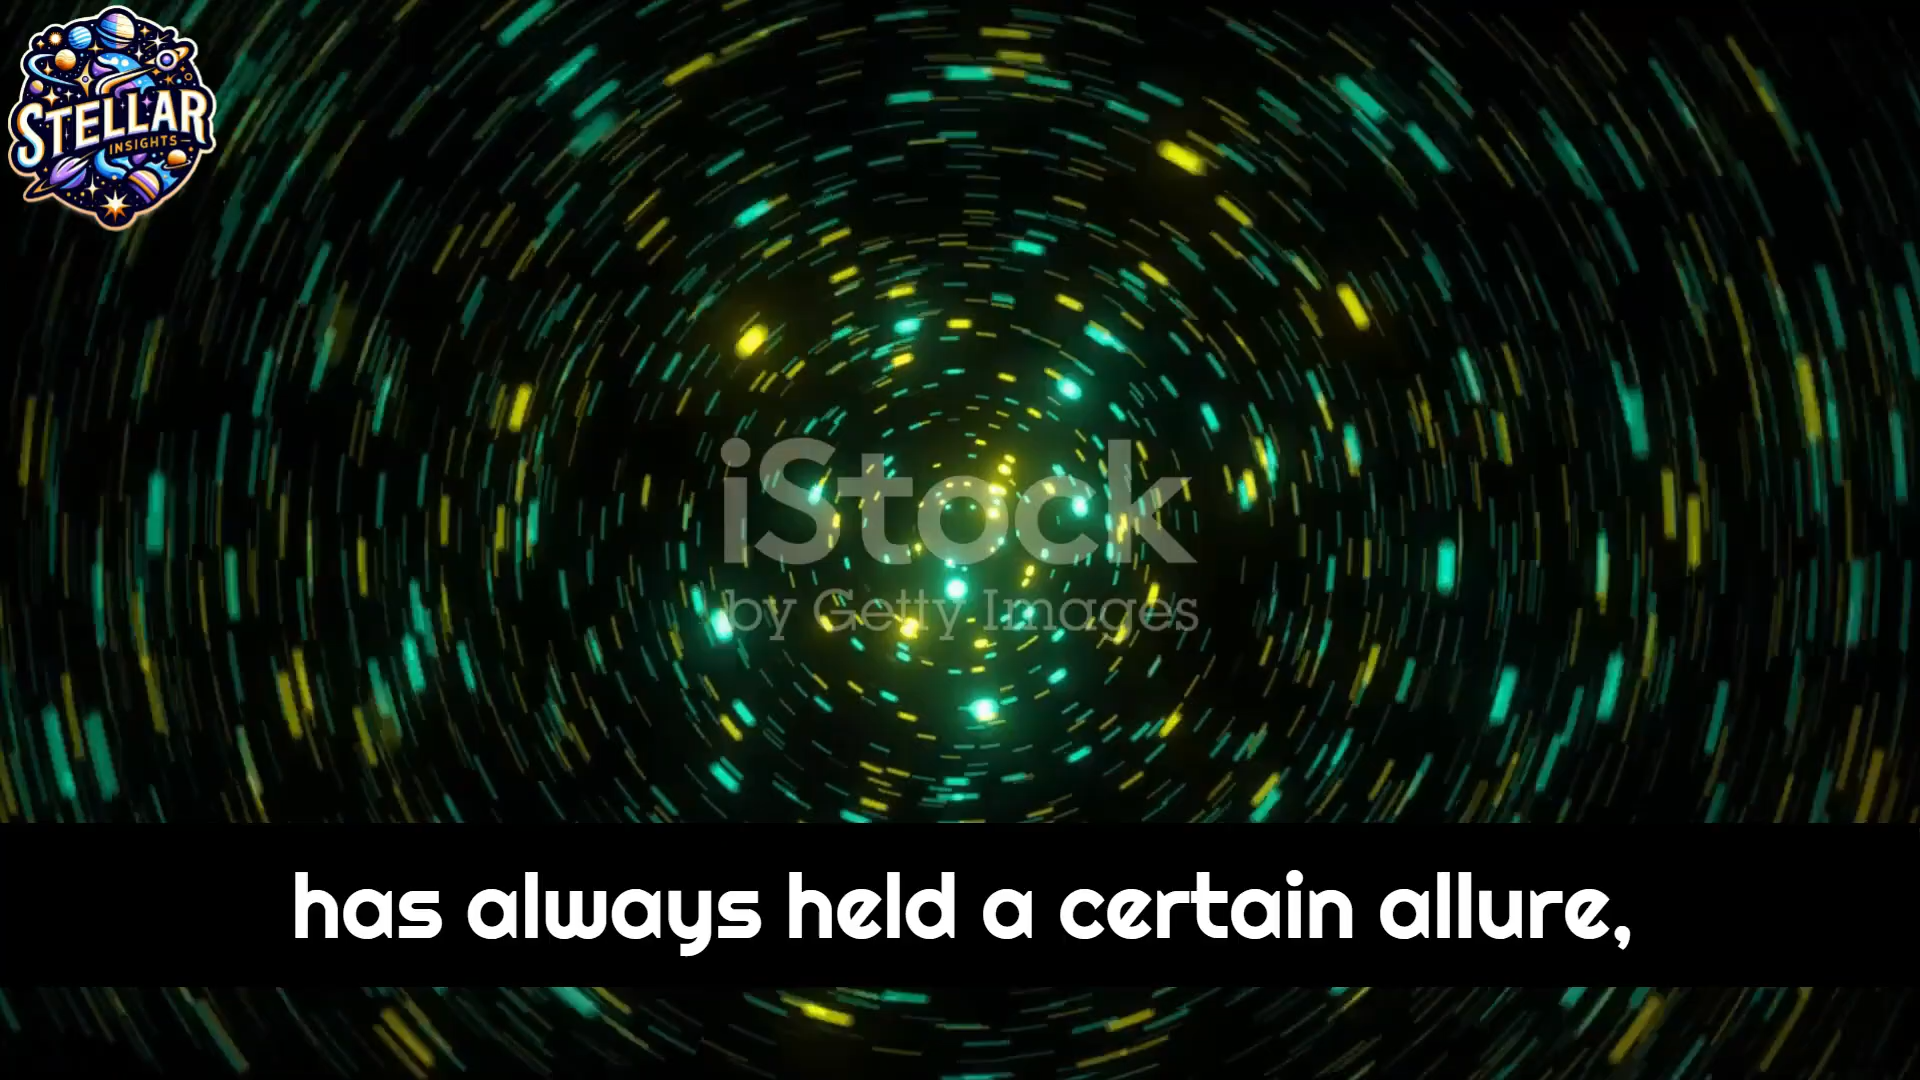 STELLAR
INSIGHTS
iStock
by Getty Images
has always held a certain allure,